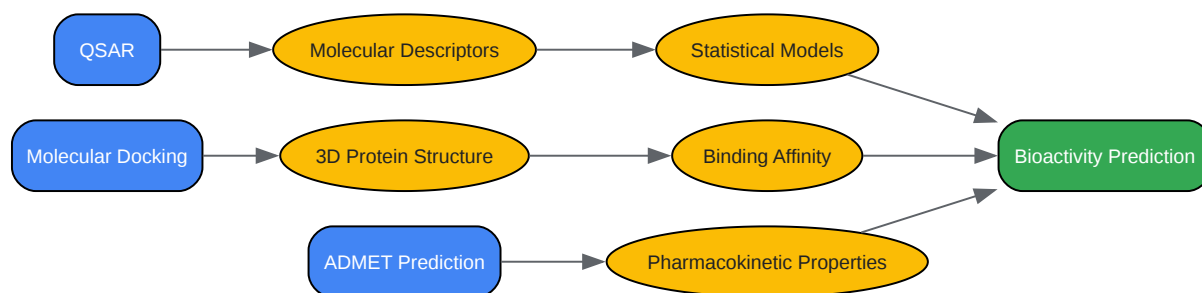 QSAR
Molecular Descriptors
Statistical Models
Molecular Docking
3D Protein Structure
Binding Affinity
Bioactivity Prediction
ADMET Prediction
Pharmacokinetic Properties